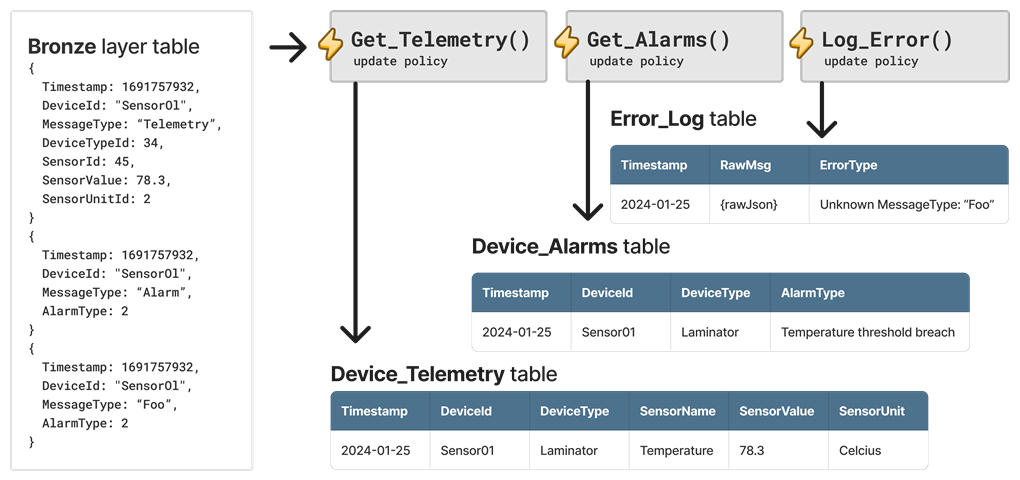 Bronze layer table
{
Timestamp: 1691757932,
DeviceId: "SensorOl",
MessageType: “Telemetry”,
DeviceTypeId: 34,
SensorId: 45,
SensorValue: 78.3,
SensorUnitId: 2
}
{
Timestamp: 1691757932,
DeviceId: "SensorOl",
MessageType: “Alarm”,
AlarmType: 2
}
{
Timestamp: 1691757932,
DeviceId: "SensorOl",
MessageType: “Foo”,
AlarmType: 2
}
Get_Telemetry()
update policy
Get_Alarms()
update policy
Log_Error()
update policy
Error_Log table
Timestamp RawMsg ErrorType
2024-01-25 {rawJson} Unknown MessageType: “Foo”
Device_Alarms table
Timestamp DeviceId DeviceType AlarmType
2024-01-25 Sensor01 Laminator Temperature threshold breach
Device_Telemetry table
Timestamp DeviceId DeviceType SensorName SensorValue SensorUnit
2024-01-25 Sensor01 Laminator Temperature 78.3 Celcius